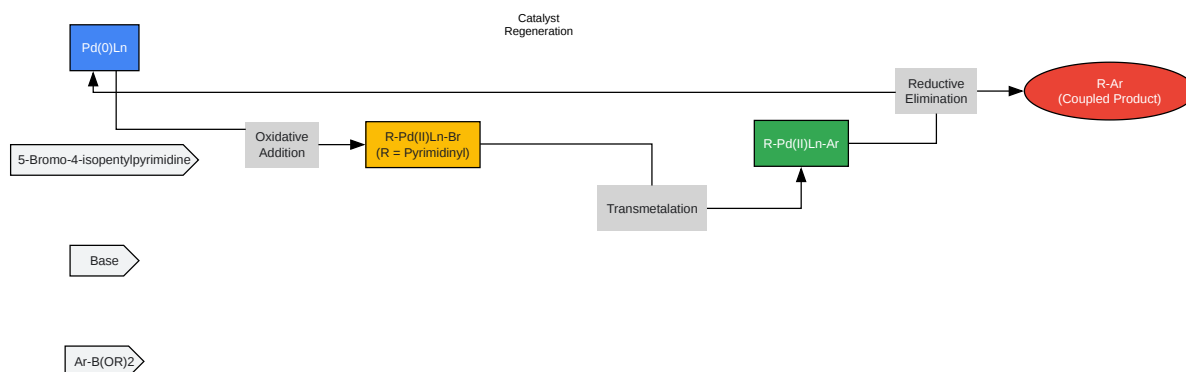 Catalyst
Regeneration
Pd(0)Ln
Reductive
Elimination
R-Ar
(Coupled Product)
Oxidative
Addition
R-Pd(II)Ln-Br
(R = Pyrimidinyl)
R-Pd(II)Ln-Ar
5-Bromo-4-isopentylpyrimidine
Transmetalation
Base
Ar-B(OR)2